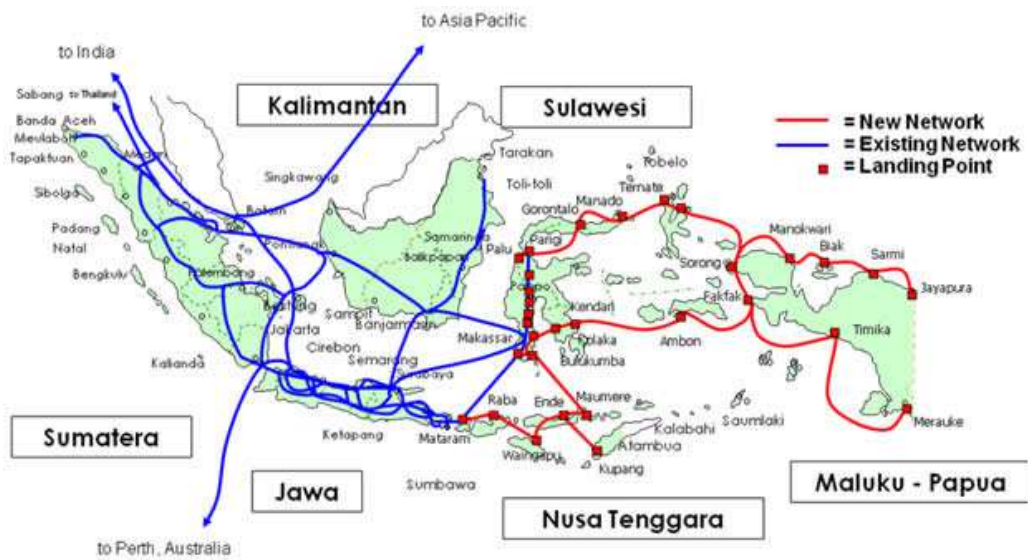 to Asia Pacific
to India
Sabang to Thailand
Banda Aceh
Meulaboh
Tapaktuan
Medan
Sibolga
Padang
Natal
Bengkulu
Kalimantan
Sulawesi
= New Network
= Existing Network
= Landing Point
Tarakan
Tobelo
Singkawang
Toli-toli
Ternate
Batam
Gorontalo
Manado
Manokwari
Pontianak
Samarinda
Palu
Parigi
Biak
Sarmi
Balikpapan
Sorong
Jayapura
Palembang
Kendari
Fakfak
Sampit
Banjarmasin
Jakarta
Makassar
Kolaka
Ambon
Timika
Cirebon
Bulukumba
Kalianda
Semarang
Surabaya
Raba
Ende
Maumere
Saumlaki
Merauke
Kalabahi
Sumatera
Ketapang
Mataram
Atambua
Waingapu
Kupang
Jawa
Sumbawa
Maluku - Papua
Nusa Tenggara
to Perth, Australia